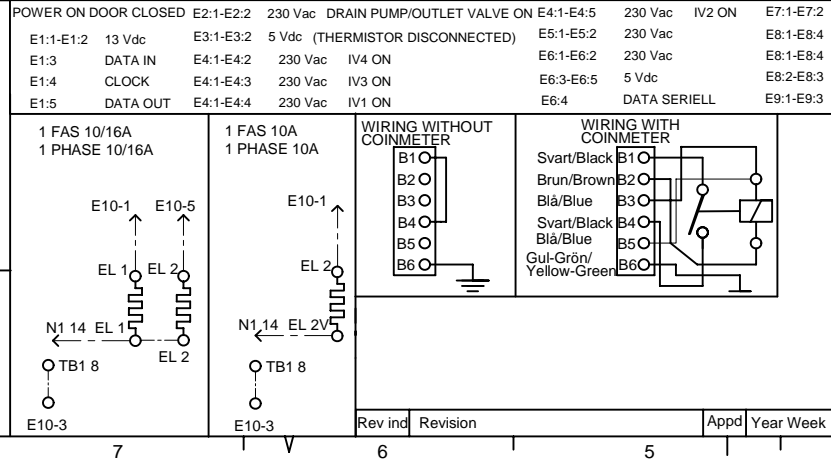 POWER ON DOOR CLOSED E2:1-E2:2 230 Vac DRAIN PUMP/OUTLET VALVE ON E4:1-E4:5 230 Vac IV2 ON E7:1-E7:2
E1:1-E1:2 13 Vdc E3:1-E3:2 5 Vdc (THERMISTOR DISCONNECTED) E5:1-E5:2 230 Vac E8:1-E8:4
E1:3 DATA IN E4:1-E4:2 230 Vac IV4 ON E6:1-E6:2 230 Vac E8:1-E8:4
E1:4 CLOCK E4:1-E4:3 230 Vac IV3 ON E6:3-E6:5 5 Vdc E8:2-E8:3
E1:5 DATA OUT E4:1-E4:4 230 Vac IV1 ON E6:4 DATA SERIELL E9:1-E9:3
1 FAS 10/16A
1 PHASE 10/16A
E10-1 E10-5
EL 1 EL 2
N1 14 EL 1
EL 2
TB1 8
E10-3
1 FAS 10A
1 PHASE 10A
E10-1
EL 2
N1 14 EL 2V
TB1 8
E10-3
WIRING WITHOUT
COINMETER
B1
B2
B3
B4
B5
B6
WIRING WITH
COINMETER
Svart/Black B1
Brun/Brown B2
Blå/Blue B3
Svart/Black B4
Blå/Blue B5
Gul-Grön/
Yellow-Green B6
Rev ind Revision Appd Year Week
7 6 5